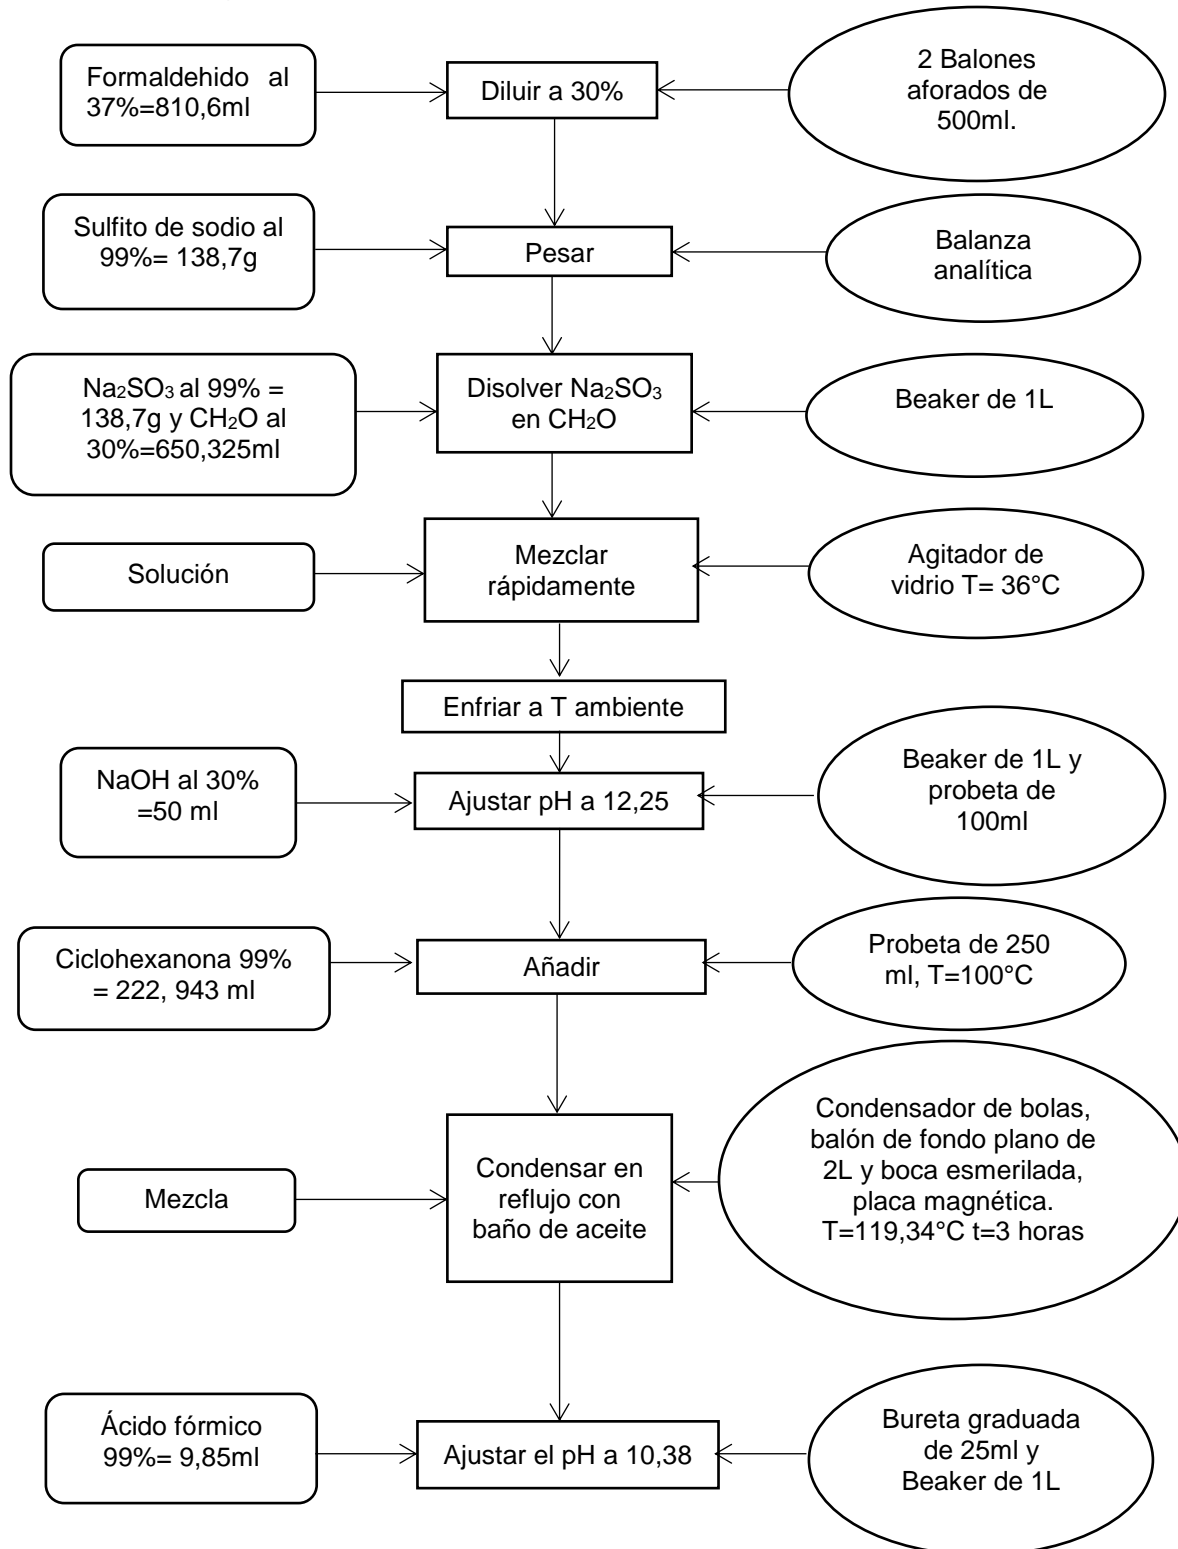 Formaldehido al
37%=810,6ml
Diluir a 30%
2 Balones
aforados de
500ml.
Sulfito de sodio al
99%= 138,7g
Pesar
Balanza
analítica
Na₂SO₃ al 99% =
138,7g y CH₂O al
30%=650,325ml
Disolver Na₂SO₃
en CH₂O
Beaker de 1L
Solución
Mezclar
rápidamente
Agitador de
vidrio T= 36°C
Enfriar a T ambiente
NaOH al 30%
=50 ml
Ajustar pH a 12,25
Beaker de 1L y
probeta de
100ml
Ciclohexanona 99%
= 222, 943 ml
Añadir
Probeta de 250
ml, T=100°C
Mezcla
Condensar en
reflujo con
baño de aceite
Condensador de bolas,
balón de fondo plano de
2L y boca esmerilada,
placa magnética.
T=119,34°C t=3 horas
Ácido fórmico
99%= 9,85ml
Ajustar el pH a 10,38
Bureta graduada
de 25ml y
Beaker de 1L